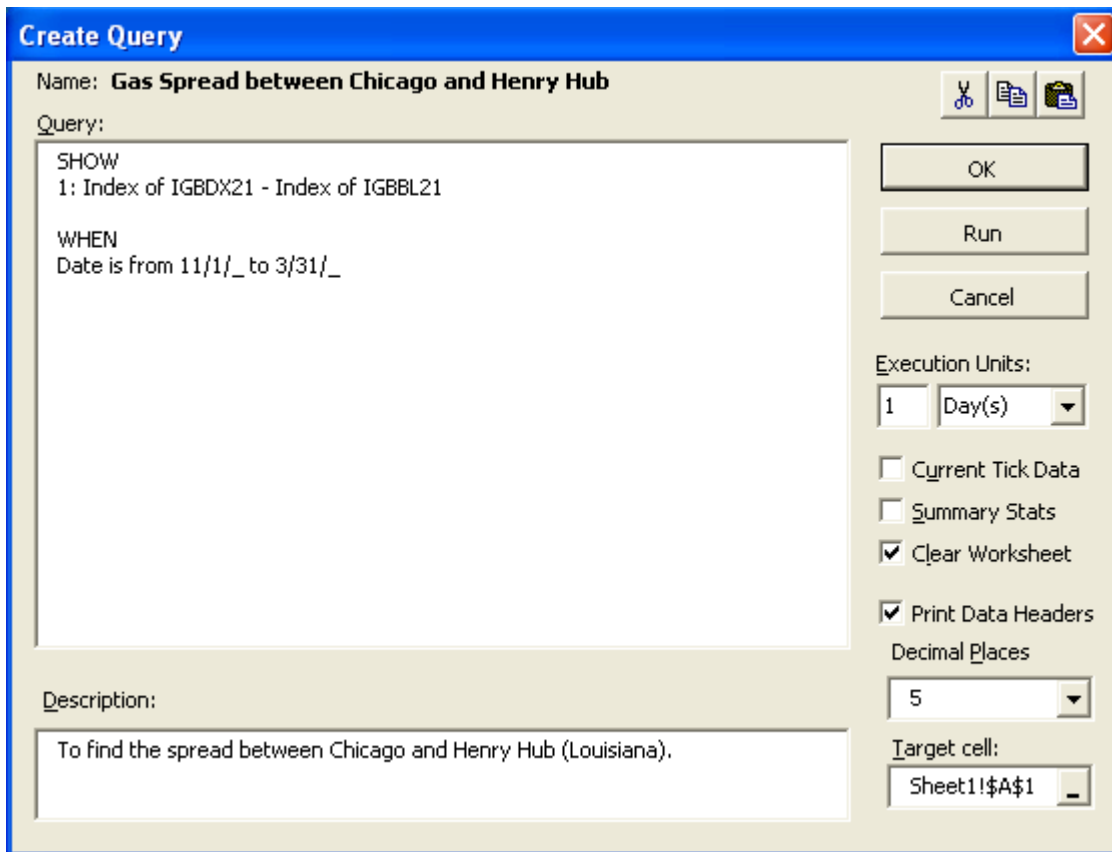 Create Query
Name: Gas Spread between Chicago and Henry Hub
Query:
SHOW
1: Index of IGBDX21 - Index of IGBBL21
WHEN
Date is from 11/1/_ to 3/31/_
OK
Run
Cancel
Execution Units:
1 Day(s)
Current Tick Data
Summary Stats
Clear Worksheet
Print Data Headers
Decimal Places
5
Description:
To find the spread between Chicago and Henry Hub (Louisiana).
Target cell:
Sheet1!$A$1